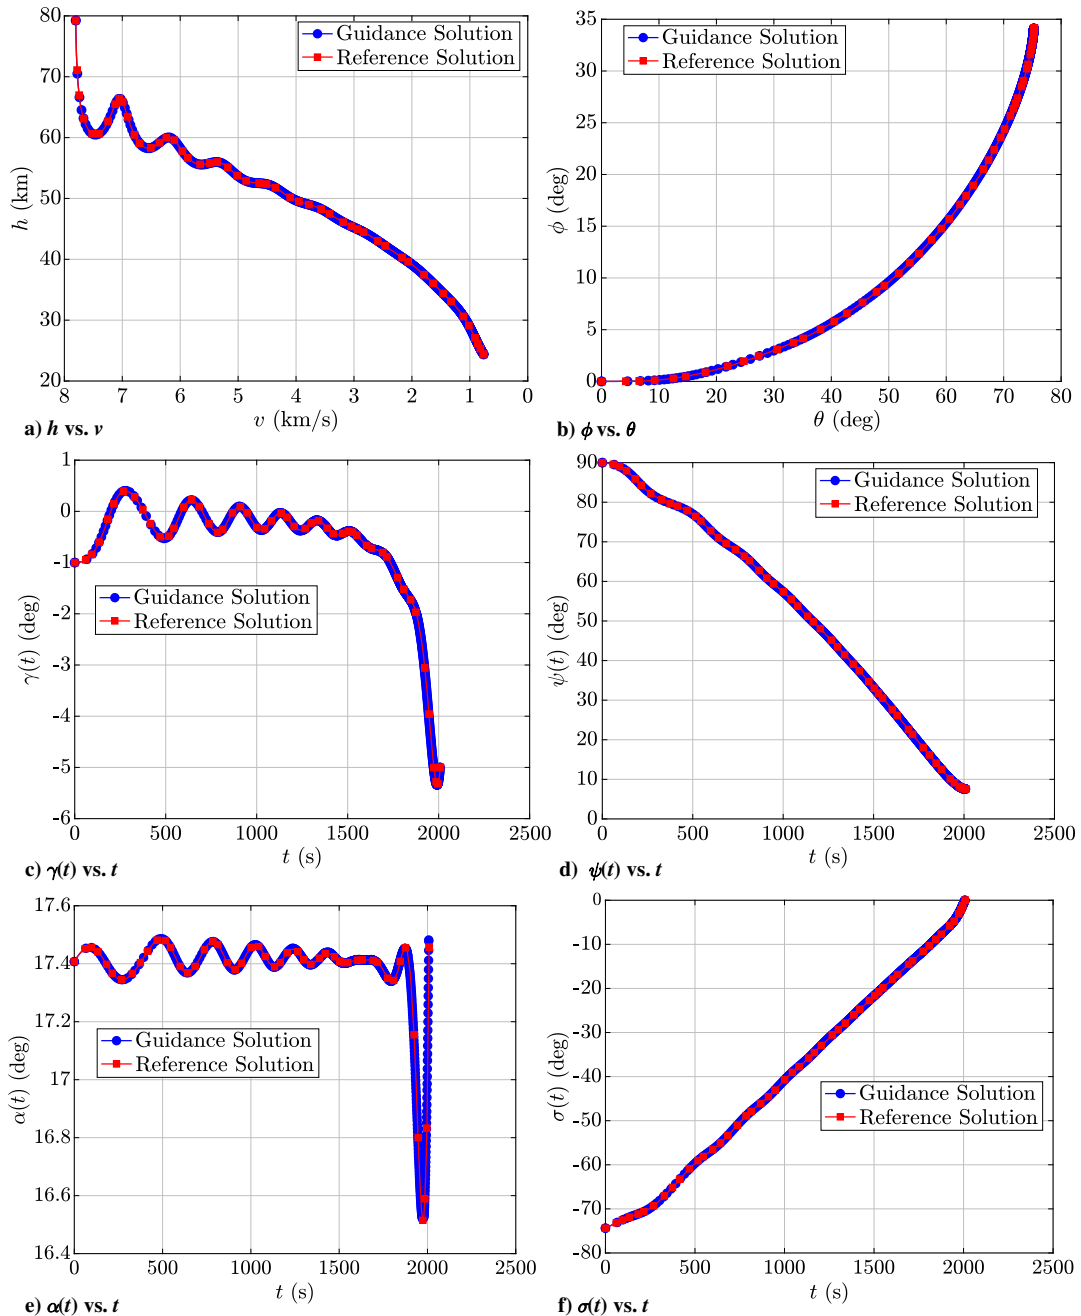 80
70
60
50
40
30
20
h (km)
Guidance Solution
Reference Solution
8 7 6 5 4 3 2 1 0
v (km/s)
a) h vs. v
35
30
25
20
15
10
5
0
ϕ (deg)
Guidance Solution
Reference Solution
0 10 20 30 40 50 60 70 80
θ (deg)
b) ϕ vs. θ
1
0
-1
-2
-3
-4
-5
-6
γ(t) (deg)
Guidance Solution
Reference Solution
0 500 1000 1500 2000 2500
t (s)
c) γ(t) vs. t
90
80
70
60
50
40
30
20
10
0
ψ(t) (deg)
Guidance Solution
Reference Solution
0 500 1000 1500 2000 2500
t (s)
d) ψ(t) vs. t
17.6
17.4
17.2
17
16.8
16.6
16.4
α(t) (deg)
Guidance Solution
Reference Solution
0 500 1000 1500 2000 2500
t (s)
e) α(t) vs. t
0
-10
-20
-30
-40
-50
-60
-70
-80
σ(t) (deg)
Guidance Solution
Reference Solution
0 500 1000 1500 2000 2500
t (s)
f) σ(t) vs. t